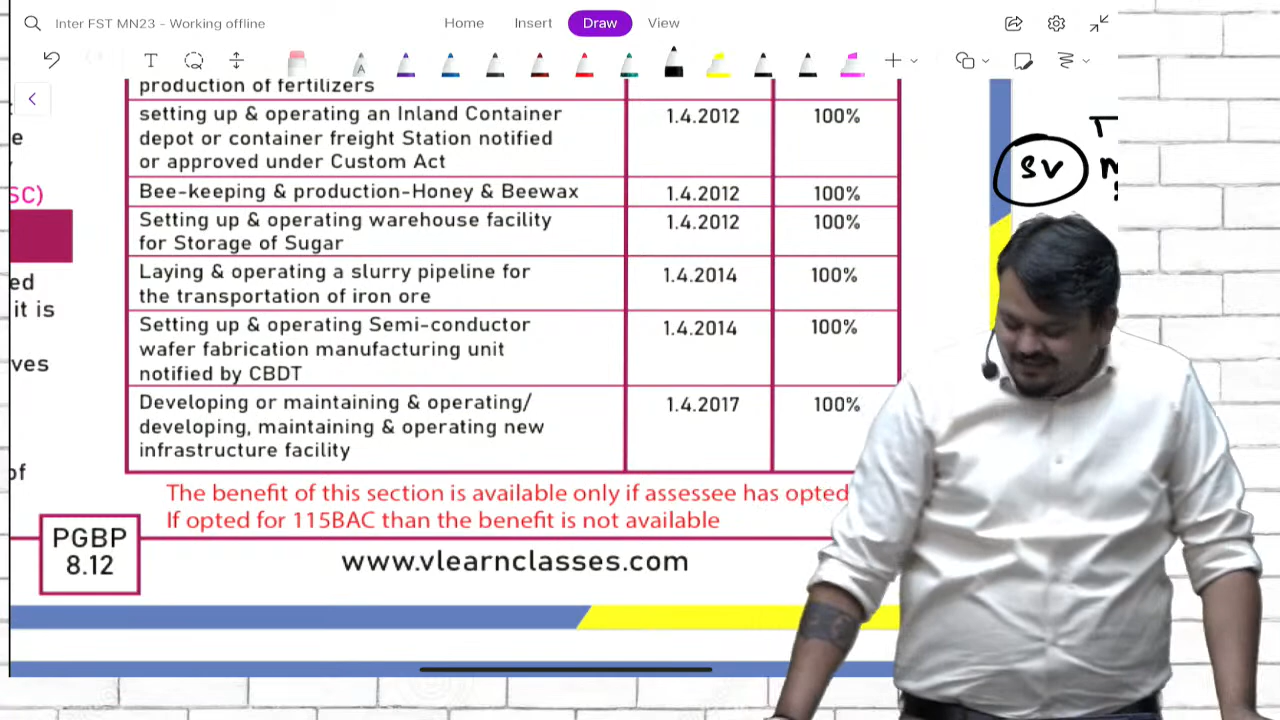 Inter FST MN23 - Working offline
Home Insert Draw View
production of fertilizers
setting up & operating an Inland Container
depot or container freight Station notified
or approved under Custom Act
1.4.2012
100%
Bee-keeping & production-Honey & Beewax
1.4.2012
100%
Setting up & operating warehouse facility
for Storage of Sugar
1.4.2012
100%
Laying & operating a slurry pipeline for
the transportation of iron ore
1.4.2014
100%
Setting up & operating Semi-conductor
wafer fabrication manufacturing unit
notified by CBDT
1.4.2014
100%
Developing or maintaining & operating/
developing, maintaining & operating new
infrastructure facility
1.4.2017
100%
The benefit of this section is available only if assessee has opted
If opted for 115BAC than the benefit is not available
PGBP
8.12
www.vlearnclasses.com
e
SC)
ed
it is
ves
of
SV